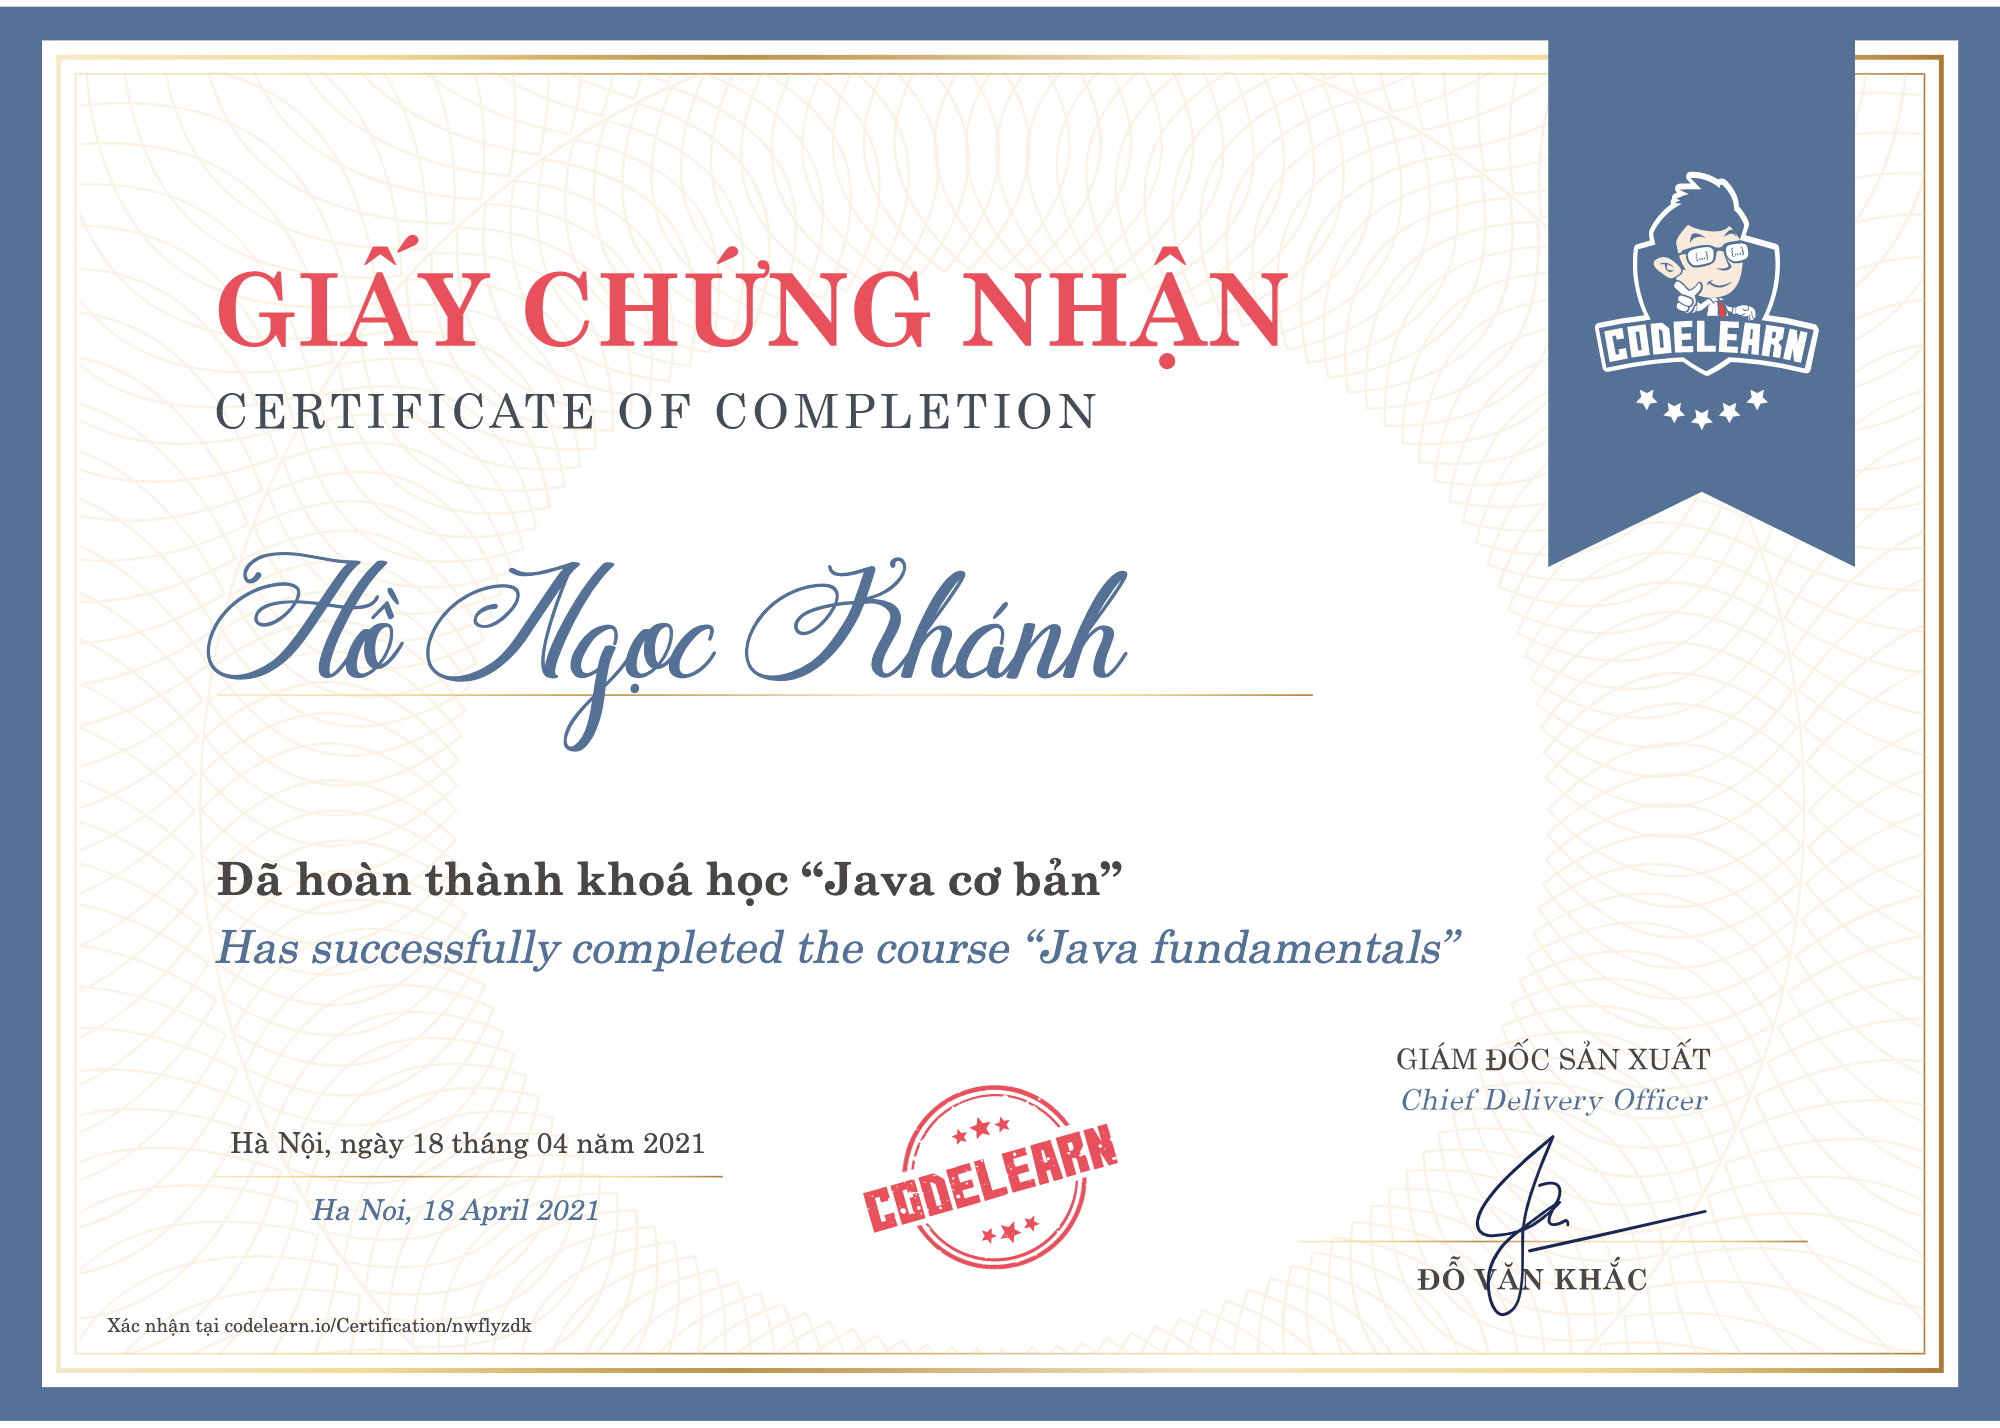 GIẤY CHỨNG NHẬN
CERTIFICATE OF COMPLETION
CODELEARN
Hồ Ngọc Khánh
Đã hoàn thành khoá học “Java cơ bản”
Has successfully completed the course “Java fundamentals”
GIÁM ĐỐC SẢN XUẤT
Chief Delivery Officer
Hà Nội, ngày 18 tháng 04 năm 2021
Ha Noi, 18 April 2021
CODELEARN
ĐỖ VĂN KHẮC
Xác nhận tại codelearn.io/Certification/nwflyzdk